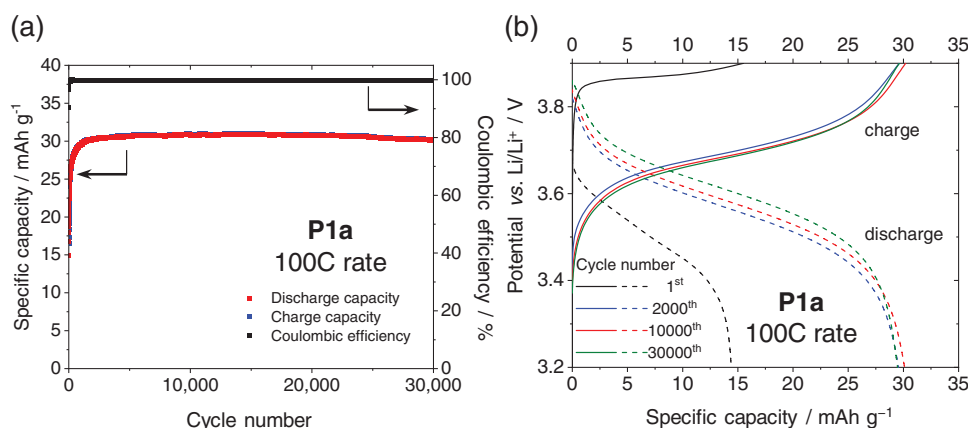 (a)
40
35
30
25
20
15
10
5
0
Specific capacity / mAh g⁻¹
100
80
60
40
20
0
Coulombic efficiency / %
P1a
100C rate
Discharge capacity
Charge capacity
Coulombic efficiency
0 10,000 20,000 30,000
Cycle number
(b)
0 5 10 15 20 25 30 35
3.8
3.6
3.4
3.2
Potential vs. Li/Li⁺ / V
charge
discharge
Cycle number
1st
2000th
10000th
30000th
P1a
100C rate
0 5 10 15 20 25 30 35
Specific capacity / mAh g⁻¹